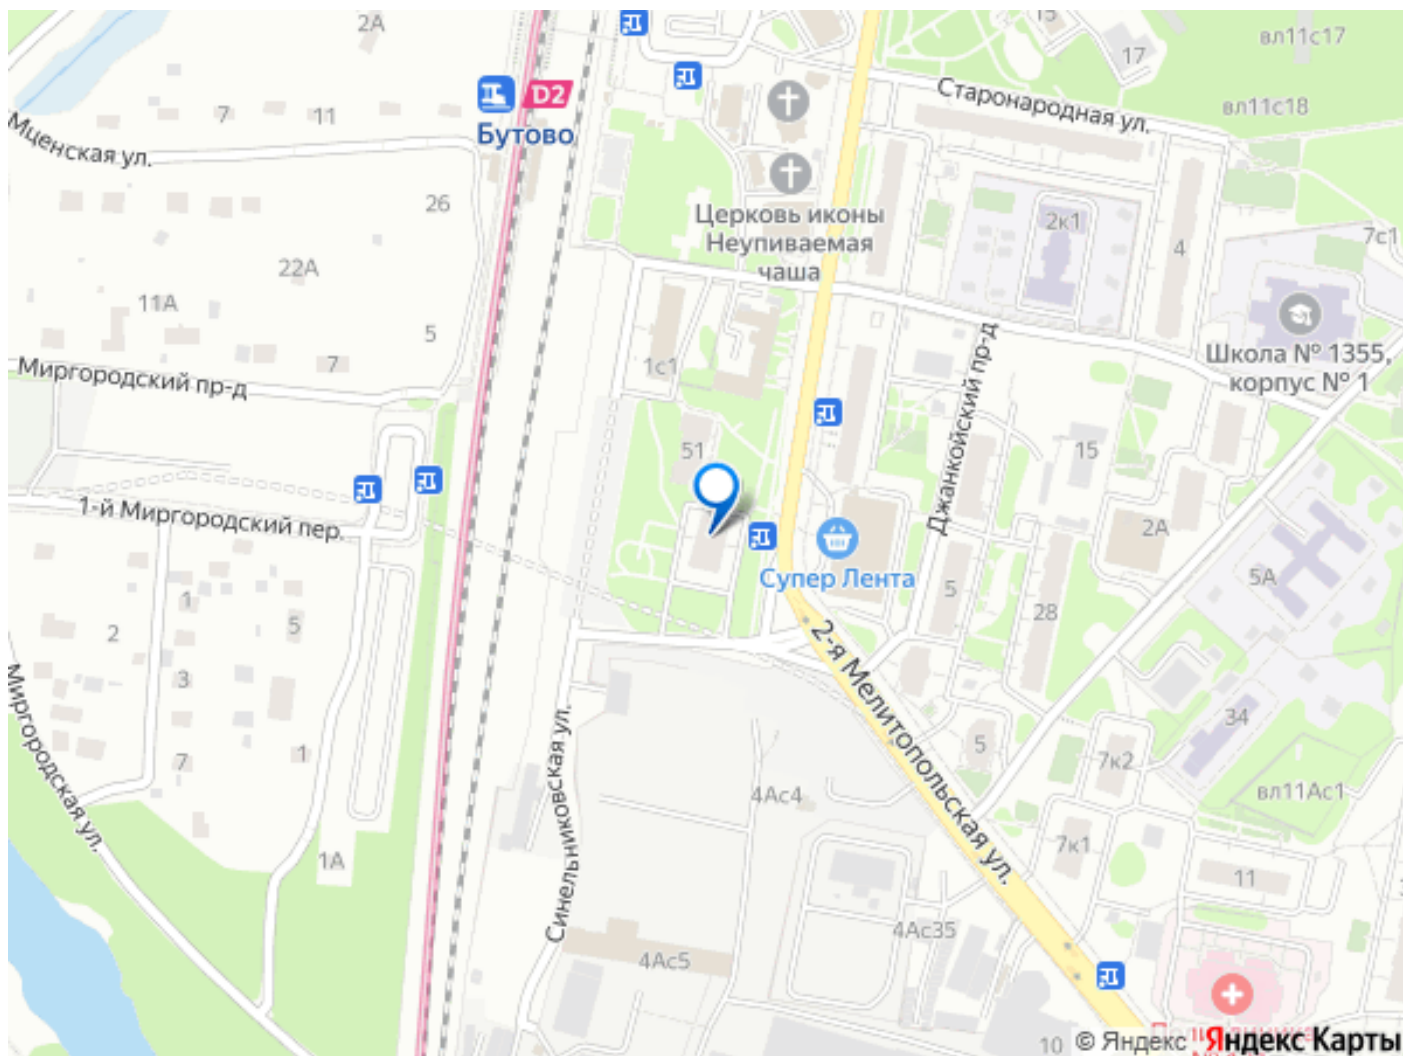 2А
15
17
вл11с17
D2
Бутово
7
11
Мценская ул.
Старонародная ул.
вл11с18
26
Церковь иконы
Неупиваемая
чаша
2к1
4
7с1
22А
11А
5
7
Миргородский пр-д
1с1
Джанкойский пр-д
Школа № 1355,
корпус № 1
51
15
1-й Миргородский пер.
2А
Супер Лента
5
28
5А
1
2
5
3
7
1
Миргородская ул.
Синельниковская ул.
2-я Мелитопольская ул.
5
7к2
34
4Ас4
вл11Ас1
7к1
1А
11
4Ас35
4Ас5
10
© Яндекс
Яндекс Карты